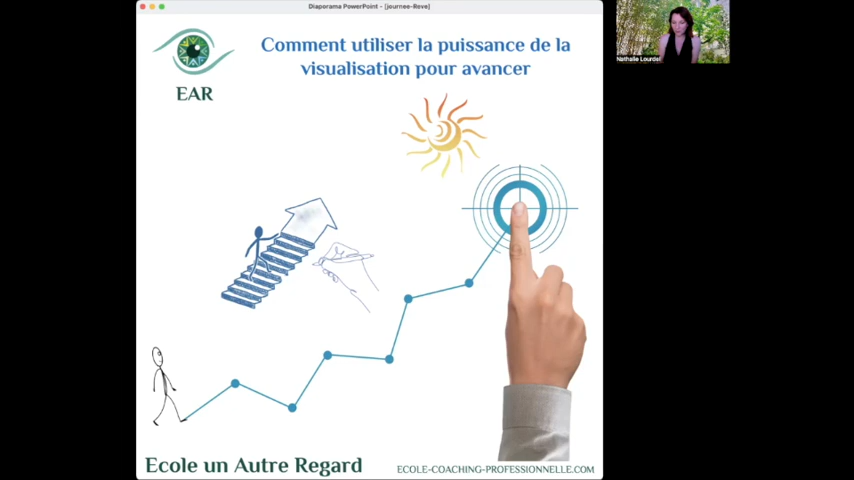 Diaporama PowerPoint - [journee-Reve]
Comment utiliser la puissance de la
visualisation pour avancer
EAR
Nathalie Lourdel
Ecole un Autre Regard
ECOLE-COACHING-PROFESSIONNELLE.COM